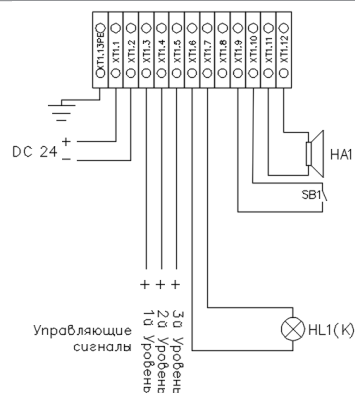 XT1.13PE
XT1.1
XT1.2
XT1.3
XT1.4
XT1.5
XT1.6
XT1.7
XT1.8
XT1.9
XT1.10
XT1.11
XT1.12
DC 24
+
−
HA1
SB1
+ + +
1й Уровень
2й Уровень
3й Уровень
Управляющие
сигналы
HL1(К)